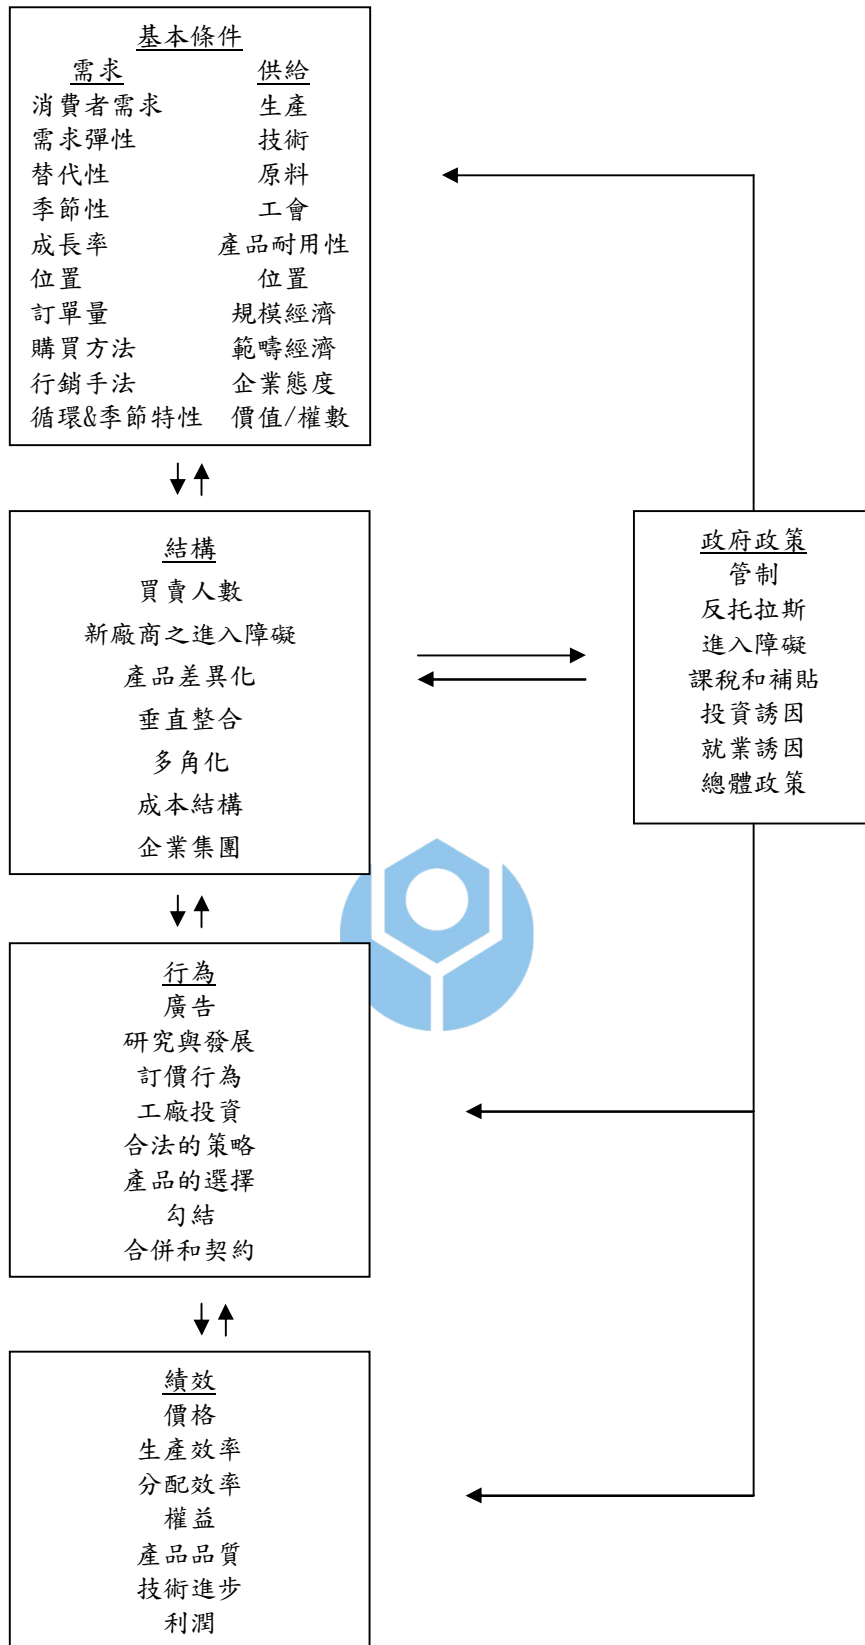 基本條件
需求 供給
消費者需求 生產
需求彈性 技術
替代性 原料
季節性 工會
成長率 產品耐用性
位置 位置
訂單量 規模經濟
購買方法 範疇經濟
行銷手法 企業態度
循環&季節特性 價值/權數
結構
買賣人數
新廠商之進入障礙
產品差異化
垂直整合
多角化
成本結構
企業集團
政府政策
管制
反托拉斯
進入障礙
課稅和補貼
投資誘因
就業誘因
總體政策
行為
廣告
研究與發展
訂價行為
工廠投資
合法的策略
產品的選擇
勾結
合併和契約
績效
價格
生產效率
分配效率
權益
產品品質
技術進步
利潤